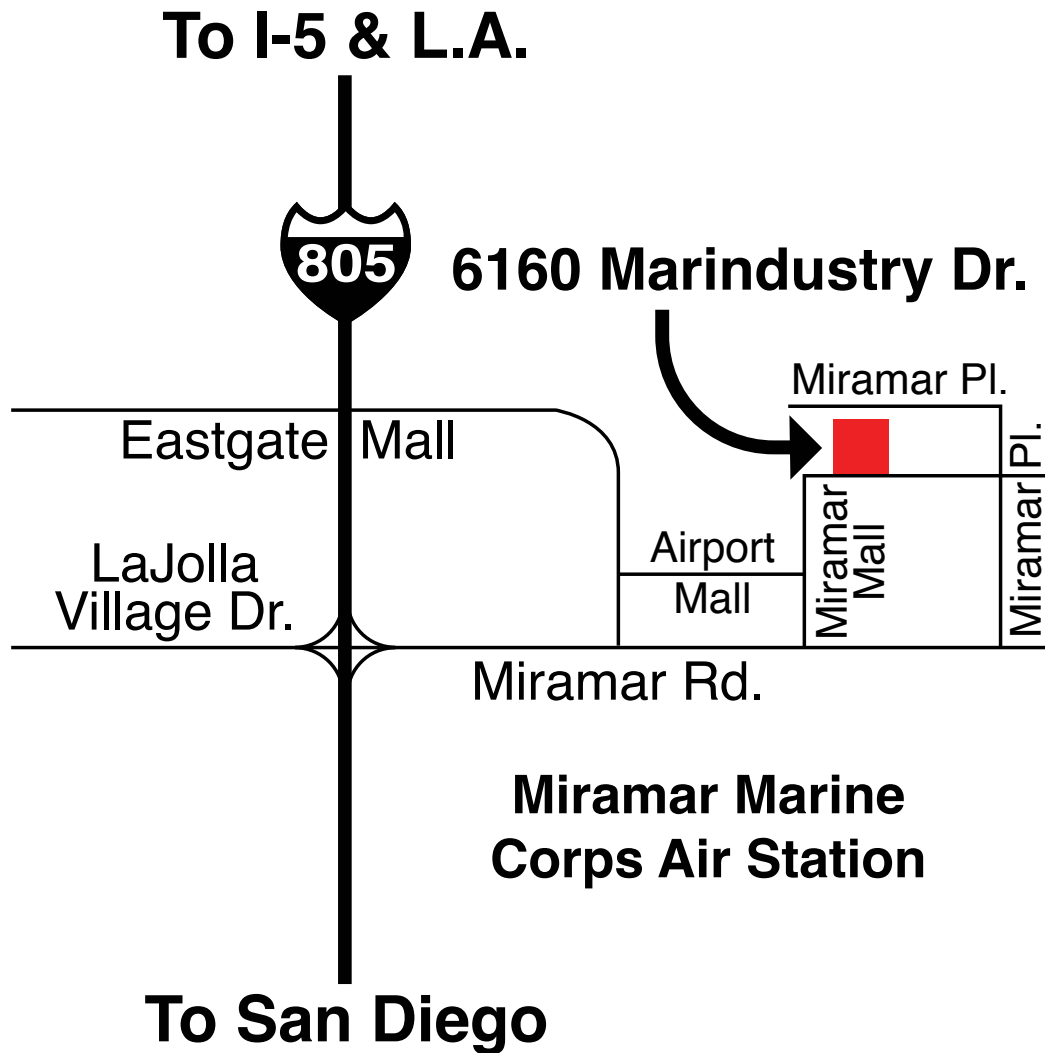 To I-5 & L.A.
805
6160 Marindustry Dr.
Miramar Pl.
Eastgate Mall
Miramar Pl.
Airport
Mall
Miramar
Mall
LaJolla
Village Dr.
Miramar Rd.
Miramar Marine
Corps Air Station
To San Diego